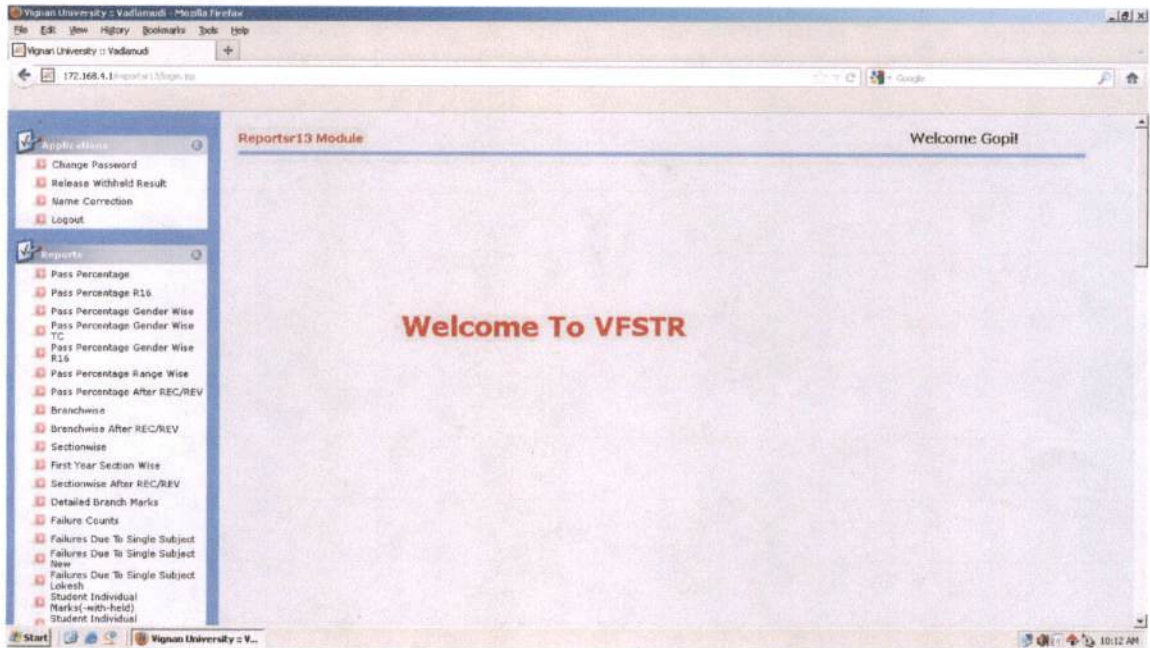 Vignan University :: Vadlamudi - Mozilla Firefox
File Edit View History Bookmarks Tools Help
Vignan University :: Vadlamudi
172.168.4.1/reportsr13/login.jsp
Google
Applications
Change Password
Release Withheld Result
Name Correction
Logout
Reports
Pass Percentage
Pass Percentage R16
Pass Percentage Gender Wise
Pass Percentage Gender Wise
TC
Pass Percentage Gender Wise
R16
Pass Percentage Range Wise
Pass Percentage After REC/REV
Branchwise
Branchwise After REC/REV
Sectionwise
First Year Section Wise
Sectionwise After REC/REV
Detailed Branch Marks
Failure Counts
Failures Due To Single Subject
Failures Due To Single Subject
New
Failures Due To Single Subject
Lokesh
Student Individual
Marks(-with-held)
Student Individual
Reportsr13 Module
Welcome Gopi!
Welcome To VFSTR
Start
Vignan University :: V...
10:12 AM